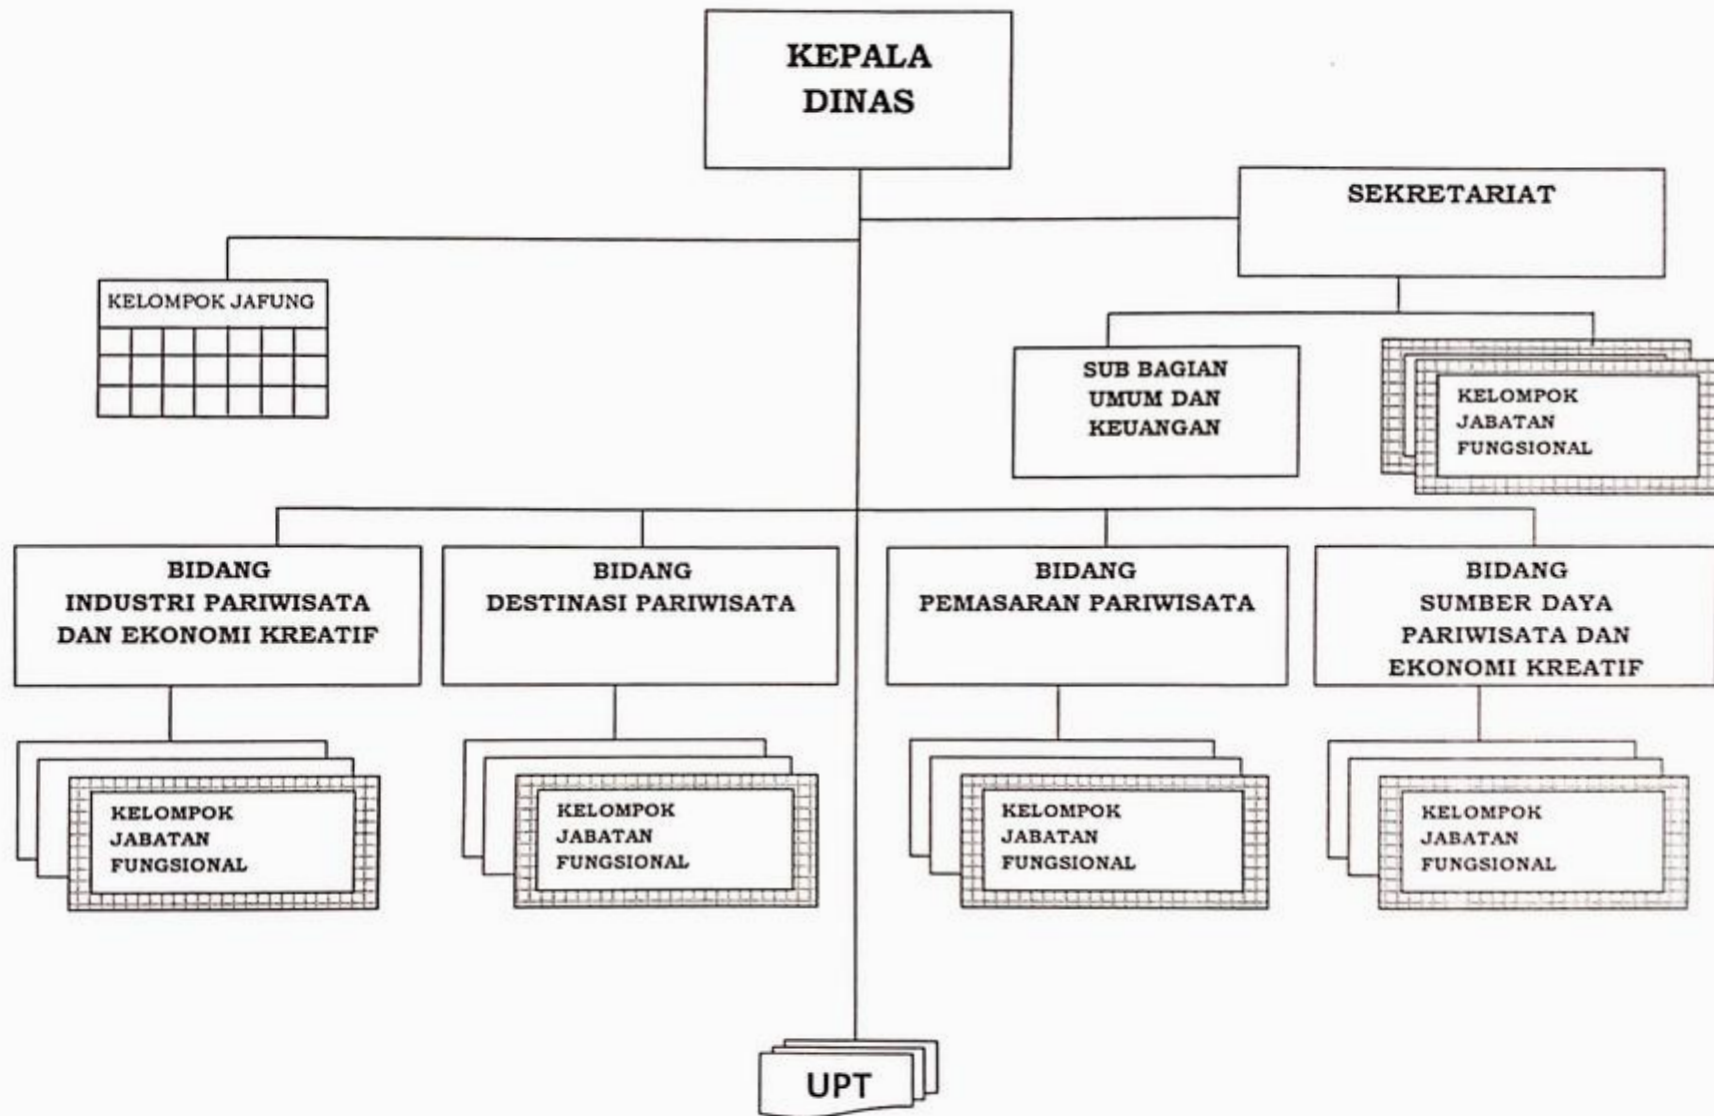 KEPALA
DINAS
SEKRETARIAT
KELOMPOK JAFUNG
SUB BAGIAN
UMUM DAN
KEUANGAN
KELOMPOK
JABATAN
FUNGSIONAL
BIDANG
INDUSTRI PARIWISATA
DAN EKONOMI KREATIF
BIDANG
DESTINASI PARIWISATA
BIDANG
PEMASARAN PARIWISATA
BIDANG
SUMBER DAYA
PARIWISATA DAN
EKONOMI KREATIF
KELOMPOK
JABATAN
FUNGSIONAL
KELOMPOK
JABATAN
FUNGSIONAL
KELOMPOK
JABATAN
FUNGSIONAL
KELOMPOK
JABATAN
FUNGSIONAL
UPT